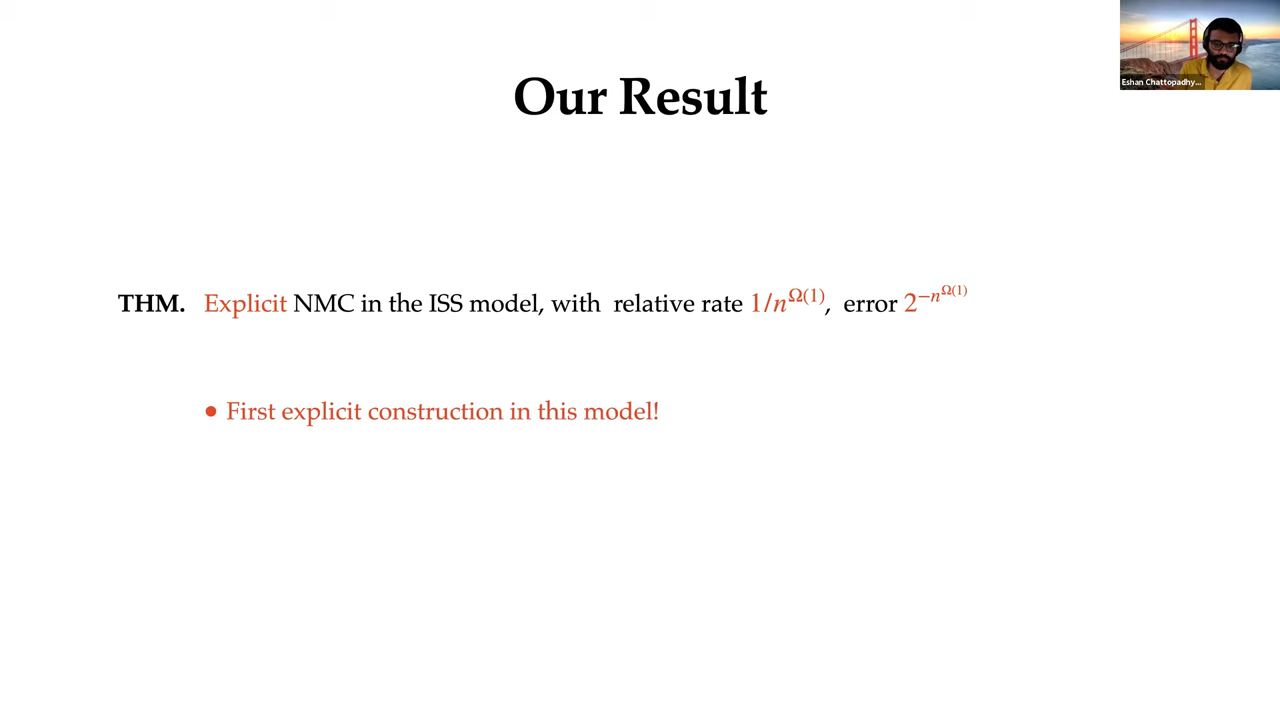 Eshan Chattopadhy...
Our Result
THM. Explicit NMC in the ISS model, with relative rate 1/n^{Ω(1)}, error 2^{−n^{Ω(1)}}
• First explicit construction in this model!